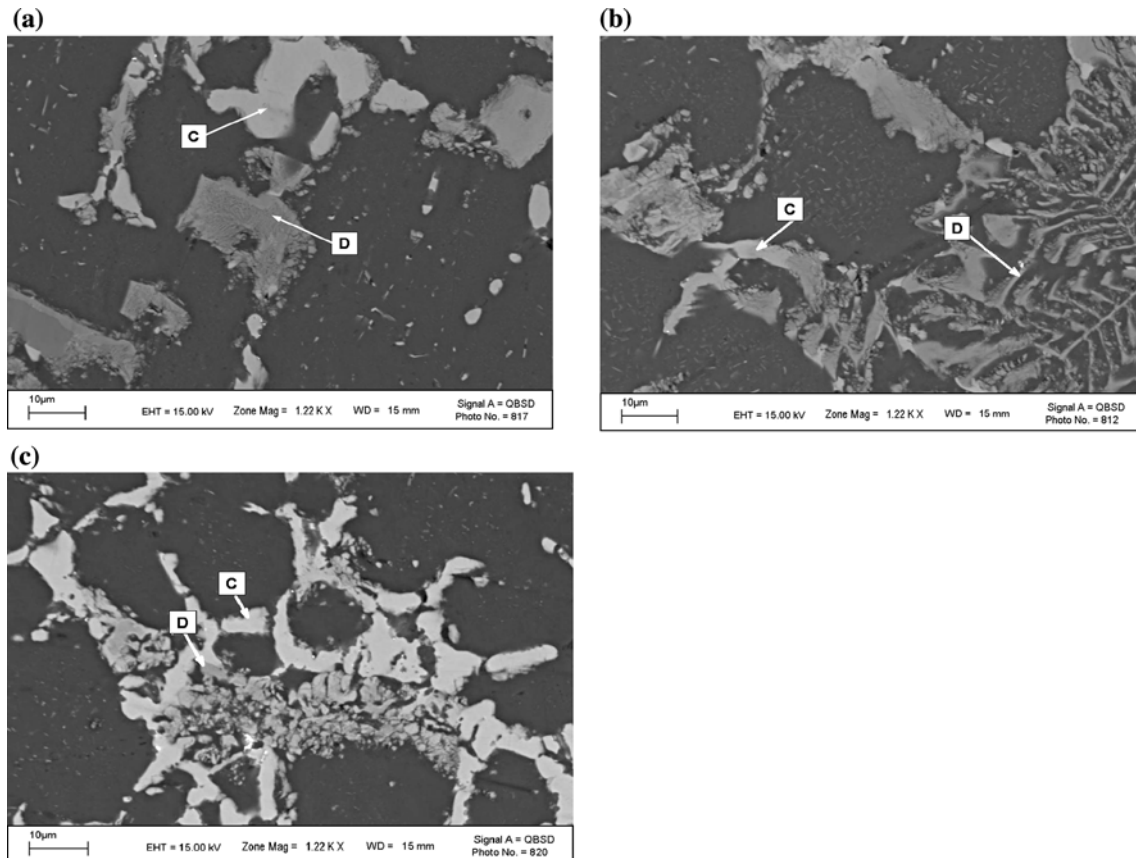 (a)
C
D
10µm
EHT = 15.00 kV Zone Mag = 1.22 K X WD = 15 mm
Signal A = QBSD
Photo No. = 817
(b)
C
D
10µm
EHT = 15.00 kV Zone Mag = 1.22 K X WD = 15 mm
Signal A = QBSD
Photo No. = 812
(c)
C
D
10µm
EHT = 15.00 kV Zone Mag = 1.22 K X WD = 15 mm
Signal A = QBSD
Photo No. = 820